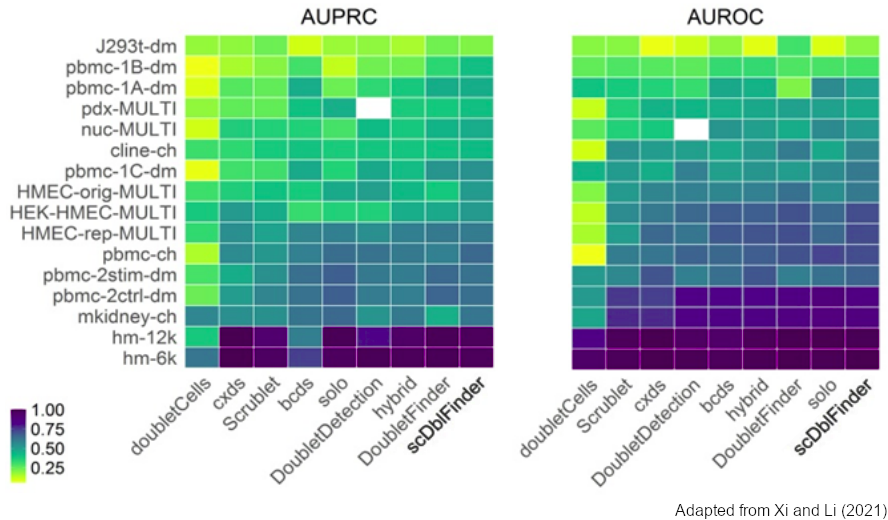 AUPRC
AUROC
J293t-dm
pbmc-1B-dm
pbmc-1A-dm
pdx-MULTI
nuc-MULTI
cline-ch
pbmc-1C-dm
HMEC-orig-MULTI
HEK-HMEC-MULTI
HMEC-rep-MULTI
pbmc-ch
pbmc-2stim-dm
pbmc-2ctrl-dm
mkidney-ch
hm-12k
hm-6k
doubletCells
cxds
Scrublet
bcds
solo
DoubletDetection
hybrid
DoubletFinder
scDblFinder
doubletCells
Scrublet
cxds
DoubletDetection
bcds
hybrid
DoubletFinder
solo
scDblFinder
1.00
0.75
0.50
0.25
Adapted from Xi and Li (2021)